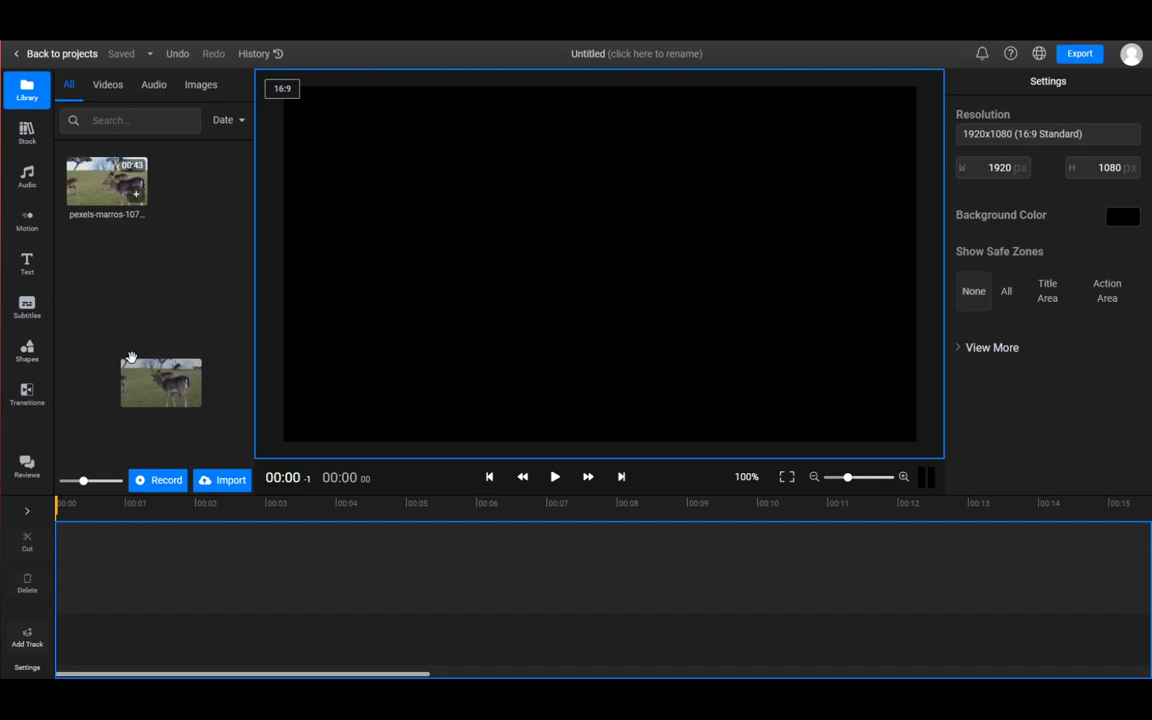 Back to projects Saved Undo Redo History Untitled (click here to rename) Export
Library
Stock
Audio
Motion
Text
Subtitles
Shapes
Transitions
Reviews
All Videos Audio Images
Search... Date
00:43
pexels-marros-107...
Record Import
16:9
00:00 -1 00:00 00 100%
Settings
Resolution
1920x1080 (16:9 Standard)
W 1920 px H 1080 px
Background Color
Show Safe Zones
None All Title Area Action Area
View More
00:00 00:01 00:02 00:03 00:04 00:05 00:06 00:07 00:08 00:09 00:10 00:11 00:12 00:13 00:14 00:15
Cut
Delete
Add Track
Settings